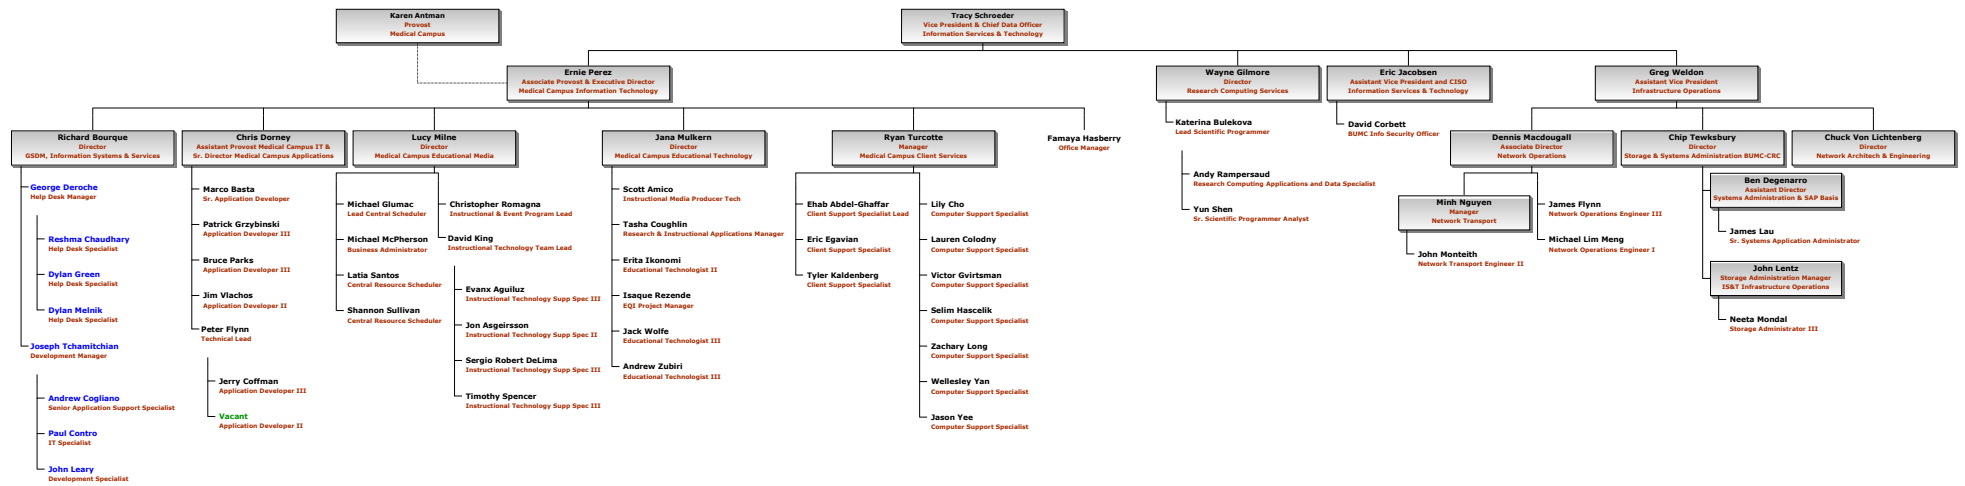 Karen Antman
Provost
Medical Campus
Tracy Schroeder
Vice President & Chief Data Officer
Information Services & Technology
Ernie Perez
Associate Provost & Executive Director
Medical Campus Information Technology
Wayne Gilmore
Director
Research Computing Services
Eric Jacobsen
Assistant Vice President and CISO
Information Services & Technology
Greg Weldon
Assistant Vice President
Infrastructure Operations
Richard Bourque
Director
GSDM, Information Systems & Services
George Deroche
Help Desk Manager
Reshma Chaudhary
Help Desk Specialist
Dylan Green
Help Desk Specialist
Dylan Melnik
Help Desk Specialist
Joseph Tchamitchian
Development Manager
Andrew Cogliano
Senior Application Support Specialist
Paul Contro
IT Specialist
John Leary
Development Specialist
Chris Dorney
Assistant Provost Medical Campus IT &
Sr. Director Medical Campus Applications
Marco Basta
Sr. Application Developer
Patrick Grzybinski
Application Developer III
Bruce Parks
Application Developer III
Jim Vlachos
Application Developer II
Peter Flynn
Technical Lead
Jerry Coffman
Application Developer III
Vacant
Application Developer II
Lucy Milne
Director
Medical Campus Educational Media
Michael Glumac
Lead Central Scheduler
Michael McPherson
Business Administrator
Latia Santos
Central Resource Scheduler
Shannon Sullivan
Central Resource Scheduler
Christopher Romagna
Instructional & Event Program Lead
David King
Instructional Technology Team Lead
Evanx Aguiluz
Instructional Technology Supp Spec III
Jon Asgeirsson
Instructional Technology Supp Spec II
Sergio Robert DeLima
Instructional Technology Supp Spec III
Timothy Spencer
Instructional Technology Supp Spec III
Jana Mulkern
Director
Medical Campus Educational Technology
Scott Amico
Instructional Media Producer Tech
Tasha Coughlin
Research & Instructional Applications Manager
Erita Ikonomi
Educational Technologist II
Isaque Rezende
EQI Project Manager
Jack Wolfe
Educational Technologist III
Andrew Zubiri
Educational Technologist III
Ryan Turcotte
Manager
Medical Campus Client Services
Ehab Abdel-Ghaffar
Client Support Specialist Lead
Eric Egavian
Client Support Specialist
Tyler Kaldenberg
Client Support Specialist
Lily Cho
Computer Support Specialist
Lauren Colodny
Computer Support Specialist
Victor Gvirtsman
Computer Support Specialist
Selim Hascelik
Computer Support Specialist
Zachary Long
Computer Support Specialist
Wellesley Yan
Computer Support Specialist
Jason Yee
Computer Support Specialist
Famaya Hasberry
Office Manager
Katerina Bulekova
Lead Scientific Programmer
Andy Rampersaud
Research Computing Applications and Data Specialist
Yun Shen
Sr. Scientific Programmer Analyst
David Corbett
BUMC Info Security Officer
Dennis Macdougall
Associate Director
Network Operations
Minh Nguyen
Manager
Network Transport
John Monteith
Network Transport Engineer II
James Flynn
Network Operations Engineer III
Michael Lim Meng
Network Operations Engineer I
Chip Tewksbury
Director
Storage & Systems Administration BUMC-CRC
Ben Degenarro
Assistant Director
Systems Administration & SAP Basis
James Lau
Sr. Systems Application Administrator
John Lentz
Storage Administration Manager
IS&T Infrastructure Operations
Neeta Mondal
Storage Administrator III
Chuck Von Lichtenberg
Director
Network Architech & Engineering